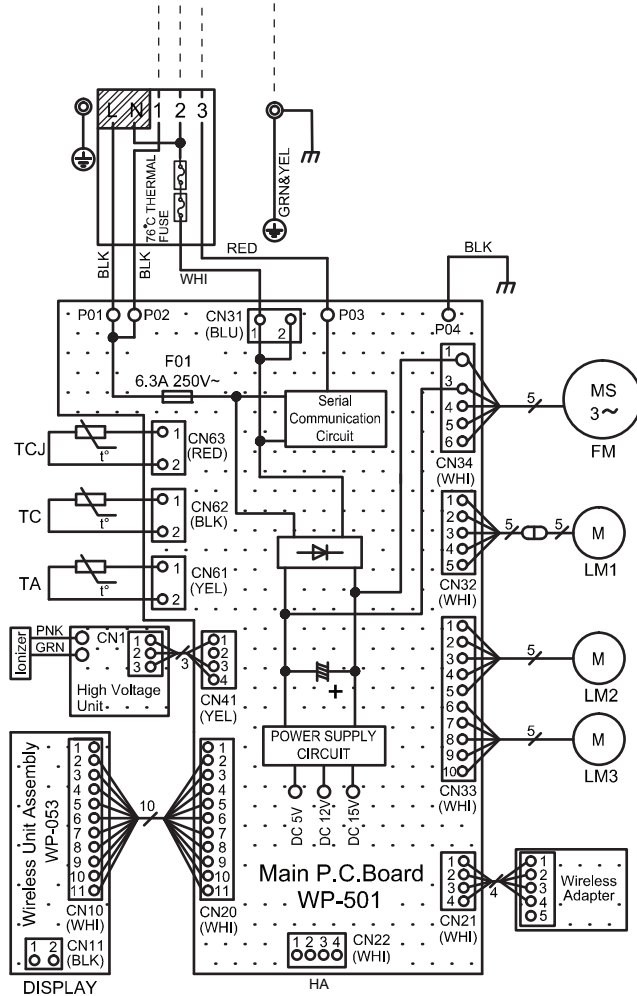 L N 1 2 3
76°C THERMAL
FUSE
GRN&YEL
BLK
BLK
WHI
RED
BLK
P01
P02
CN31
(BLU)
1 2
P03
P04
F01
6.3A 250V~
Serial
Communication
Circuit
1
3
4
5
6
CN34
(WHI)
5
MS
3~
FM
TCJ
t°
1
2
CN63
(RED)
TC
t°
1
2
CN62
(BLK)
TA
t°
1
2
CN61
(YEL)
1
2
3
4
5
CN32
(WHI)
5
5
M
LM1
Ionizer
PNK
GRN
CN1
1
2
3
High Voltage
Unit
3
1
2
3
4
CN41
(YEL)
+
1
2
3
4
5
6
7
8
9
10
CN33
(WHI)
5
M
LM2
5
M
LM3
POWER SUPPLY
CIRCUIT
DC 5V
DC 12V
DC 15V
Wireless Unit Assembly
WP-053
1
2
3
4
5
6
7
8
9
10
11
CN10
(WHI)
10
1
2
3
4
5
6
7
8
9
10
11
CN20
(WHI)
1 2
CN11
(BLK)
DISPLAY
Main P.C.Board
WP-501
1 2 3 4
CN22
(WHI)
HA
1
2
3
4
CN21
(WHI)
4
1
2
3
4
5
Wireless
Adapter